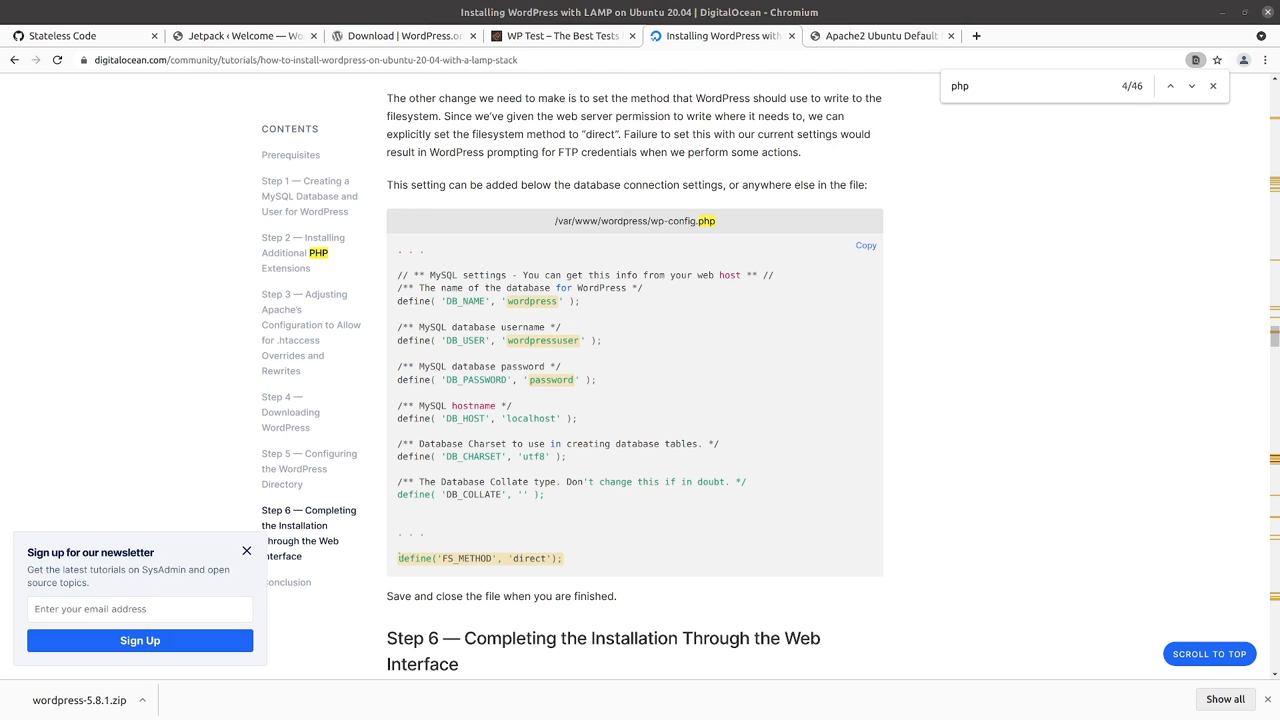 Installing WordPress with LAMP on Ubuntu 20.04 | DigitalOcean - Chromium
Stateless Code
Jetpack ‹ Welcome — Wo
Download | WordPress.o
WP Test – The Best Tests
Installing WordPress with
Apache2 Ubuntu Default
digitalocean.com/community/tutorials/how-to-install-wordpress-on-ubuntu-20-04-with-a-lamp-stack
php
4/46
CONTENTS
Prerequisites
Step 1 — Creating a
MySQL Database and
User for WordPress
Step 2 — Installing
Additional PHP
Extensions
Step 3 — Adjusting
Apache's
Configuration to Allow
for .htaccess
Overrides and
Rewrites
Step 4 —
Downloading
WordPress
Step 5 — Configuring
the WordPress
Directory
Step 6 — Completing
the Installation
Through the Web
Interface
Conclusion
The other change we need to make is to set the method that WordPress should use to write to the
filesystem. Since we've given the web server permission to write where it needs to, we can
explicitly set the filesystem method to “direct”. Failure to set this with our current settings would
result in WordPress prompting for FTP credentials when we perform some actions.
This setting can be added below the database connection settings, or anywhere else in the file:
/var/www/wordpress/wp-config.php
Copy
. . .
// ** MySQL settings - You can get this info from your web host ** //
/** The name of the database for WordPress */
define( 'DB_NAME', 'wordpress' );
/** MySQL database username */
define( 'DB_USER', 'wordpressuser' );
/** MySQL database password */
define( 'DB_PASSWORD', 'password' );
/** MySQL hostname */
define( 'DB_HOST', 'localhost' );
/** Database Charset to use in creating database tables. */
define( 'DB_CHARSET', 'utf8' );
/** The Database Collate type. Don't change this if in doubt. */
define( 'DB_COLLATE', '' );
. . .
define('FS_METHOD', 'direct');
Save and close the file when you are finished.
Step 6 — Completing the Installation Through the Web
Interface
Sign up for our newsletter
Get the latest tutorials on SysAdmin and open
source topics.
Enter your email address
Sign Up
SCROLL TO TOP
wordpress-5.8.1.zip
Show all